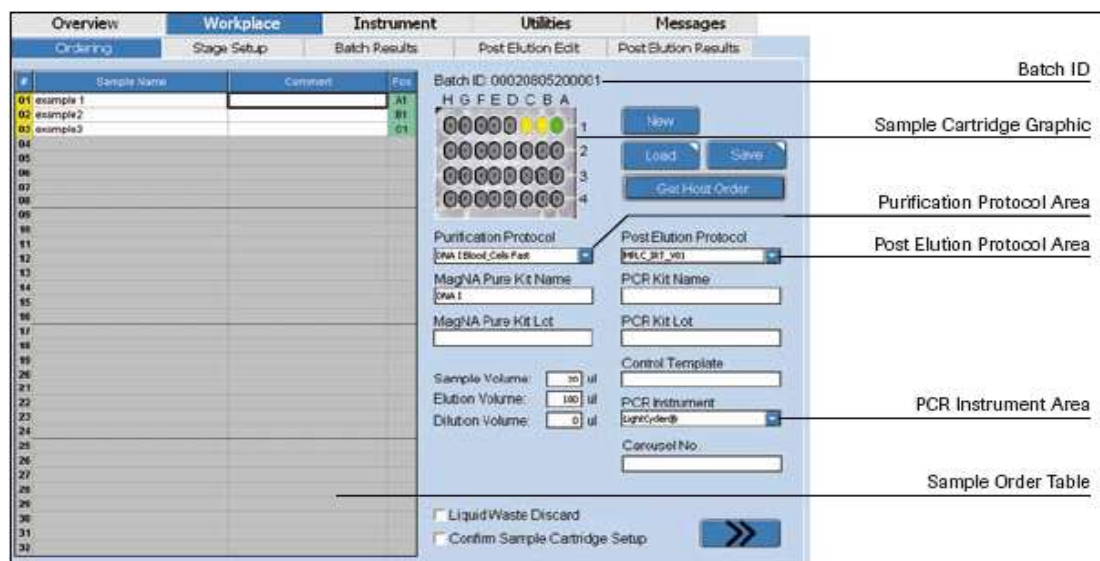 Overview Workplace Instrument Utilities Messages
Ordering Stage Setup Batch Results Post Elution Edit Post Elution Results
# Sample Name Comment Pos
01 example 1 A1
02 example2 B1
03 example3 C1
04
05
06
07
08
09
10
11
12
13
14
15
16
17
18
19
20
21
22
23
24
25
26
27
28
29
30
31
32
Batch ID: 00020805200001
H G F E D C B A
1
2
3
4
New
Load Save
Get Host Order
Purification Protocol Post Elution Protocol
DNA I Blood_Cells Fast MPLC_IRT_V01
MagNA Pure Kit Name PCR Kit Name
DNA I
MagNA Pure Kit Lot PCR Kit Lot
Control Template
Sample Volume: ul
Elution Volume: 100 ul
Dilution Volume: 0 ul
PCR Instrument
LightCycler®
Carousel No.
Liquid Waste Discard
Confirm Sample Cartridge Setup
Batch ID
Sample Cartridge Graphic
Purification Protocol Area
Post Elution Protocol Area
PCR Instrument Area
Sample Order Table